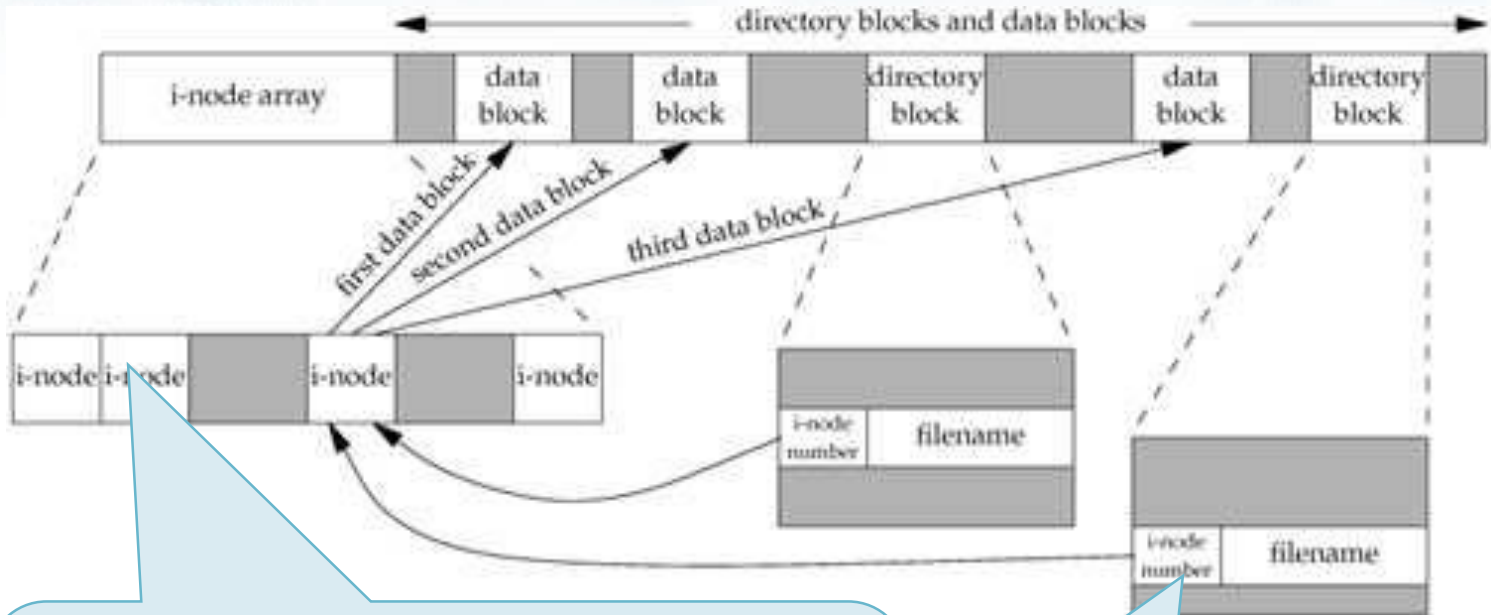 directory blocks and data blocks
i-node array
data
block
data
block
directory
block
data
block
directory
block
first data block
second data block
third data block
i-node
i-node
i-node
i-node
i-node
number
filename
i-node
number
filename